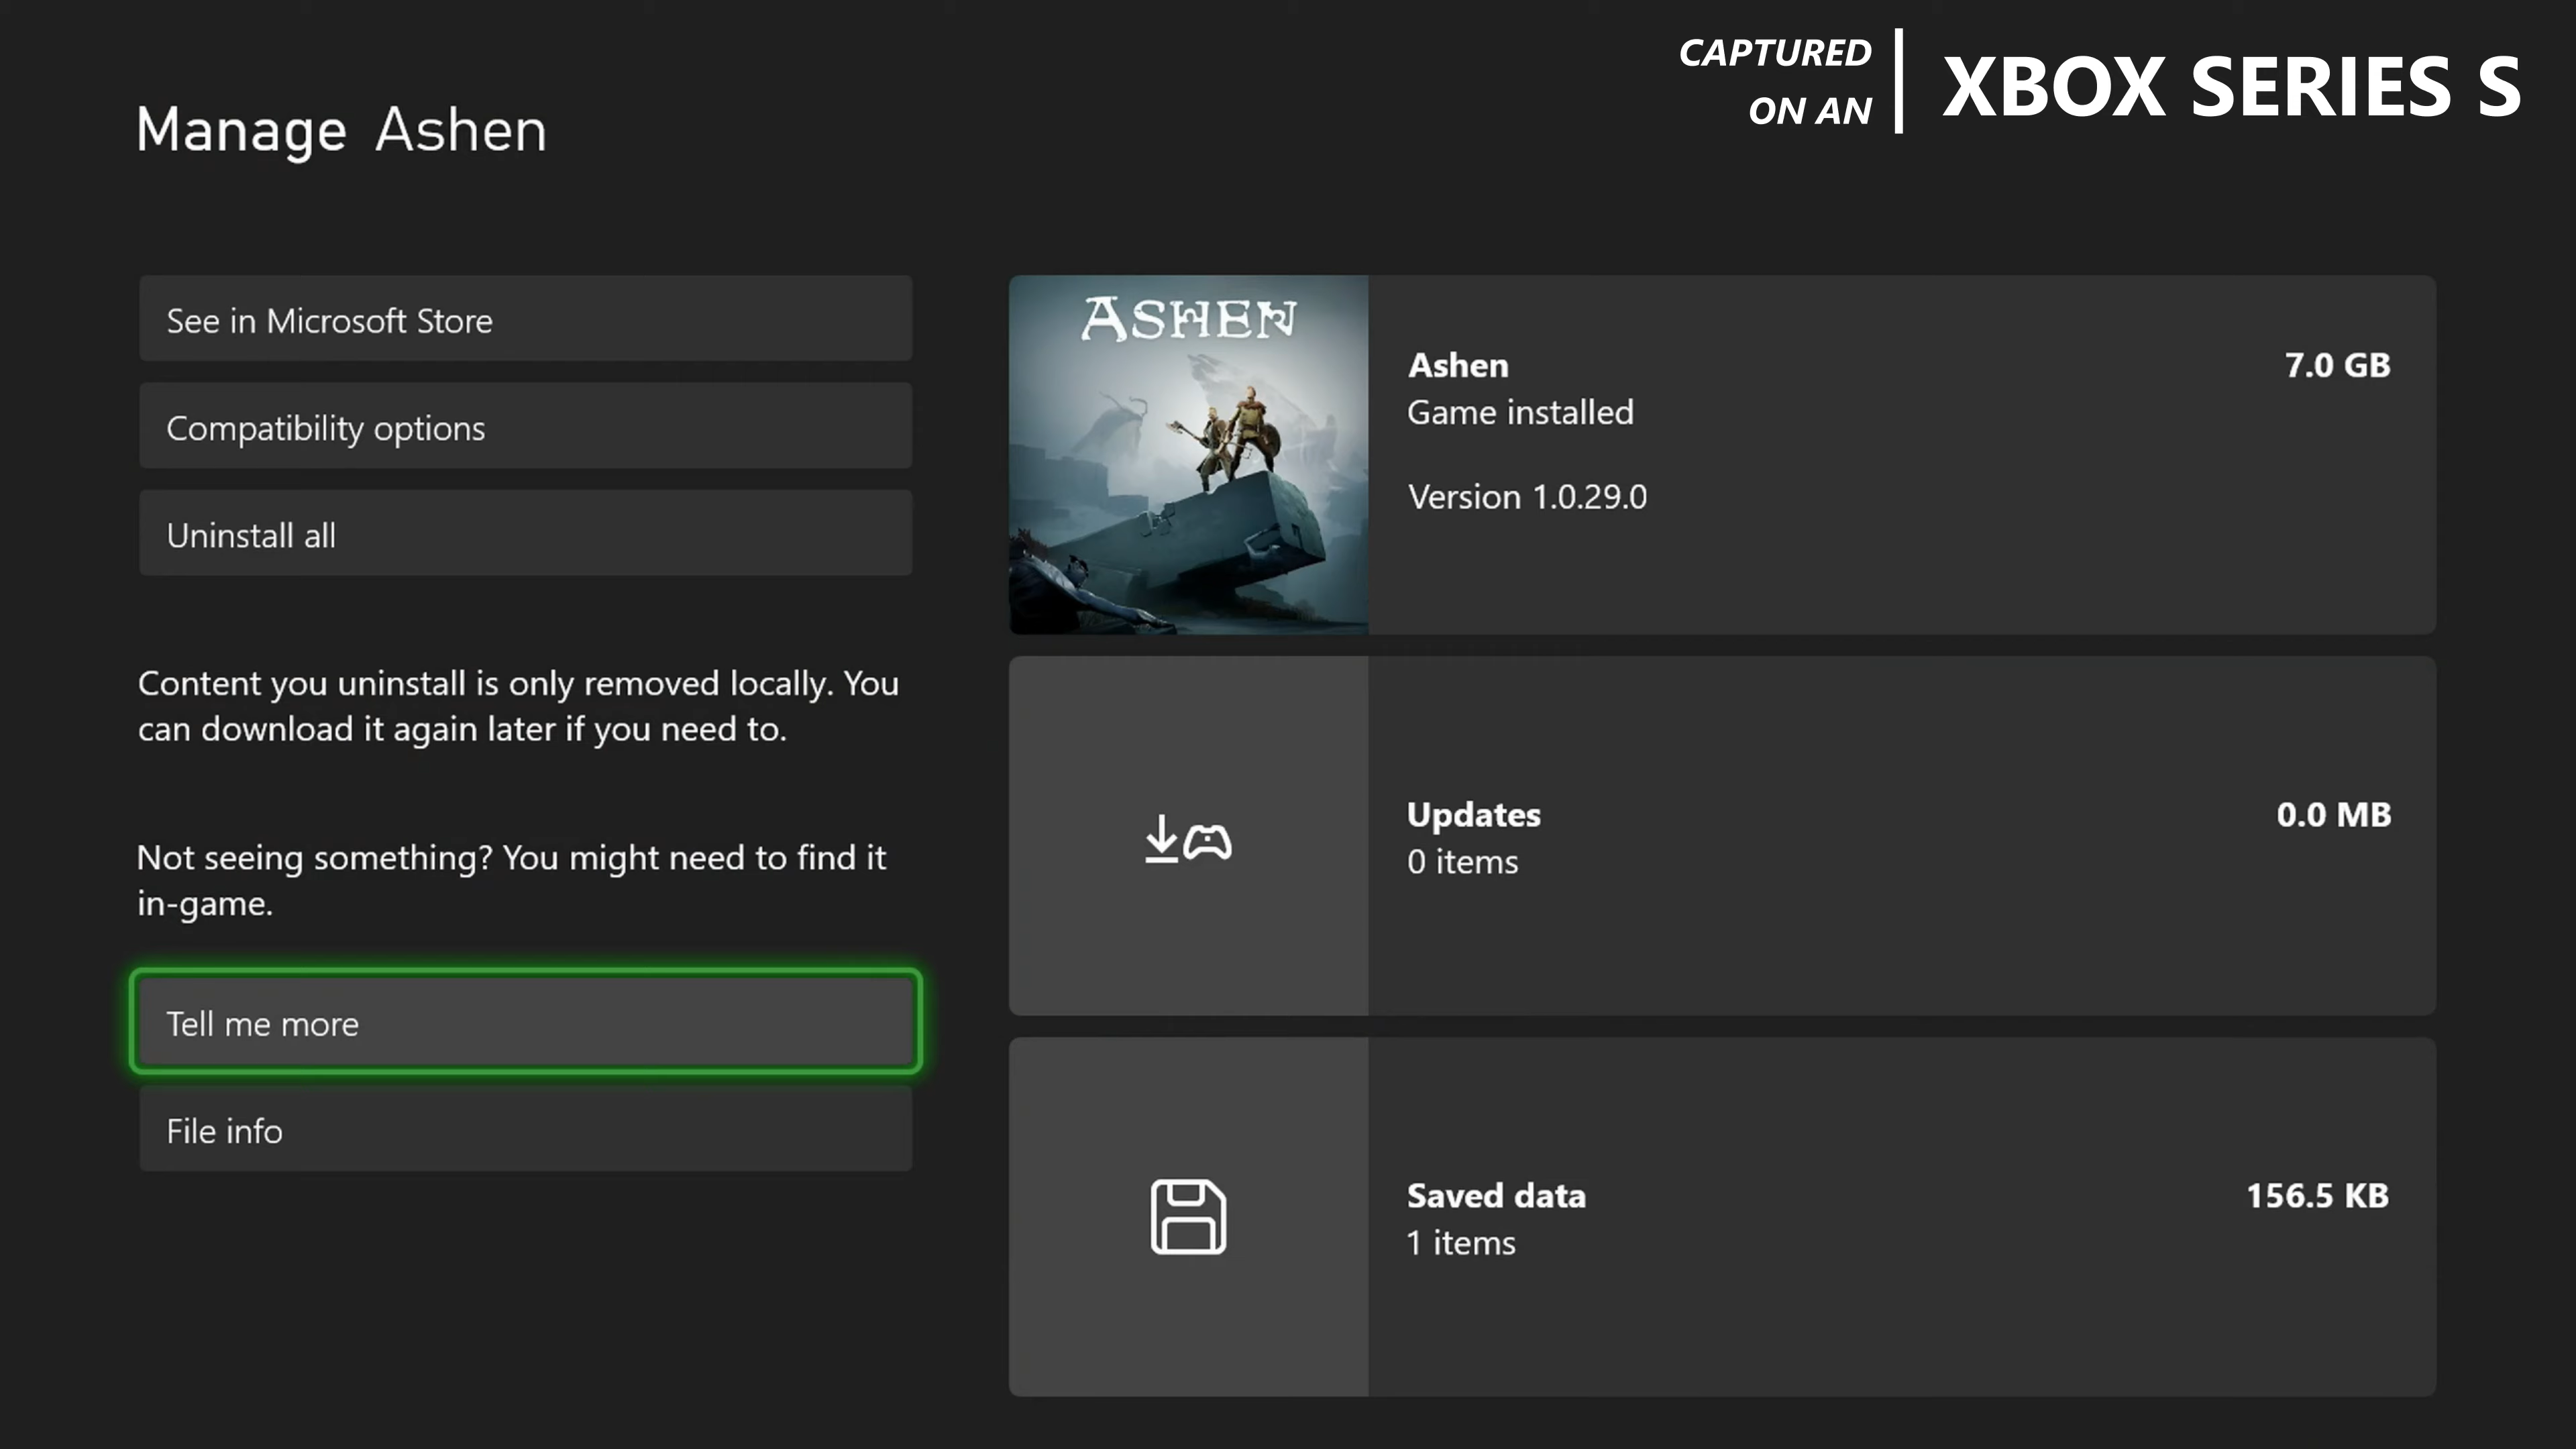 CAPTURED
ON AN
XBOX SERIES S
Manage Ashen
See in Microsoft Store
Compatibility options
Uninstall all
Content you uninstall is only removed locally. You
can download it again later if you need to.
Not seeing something? You might need to find it
in-game.
Tell me more
File info
ASHEN
Ashen
7.0 GB
Game installed
Version 1.0.29.0
Updates
0.0 MB
0 items
Saved data
156.5 KB
1 items